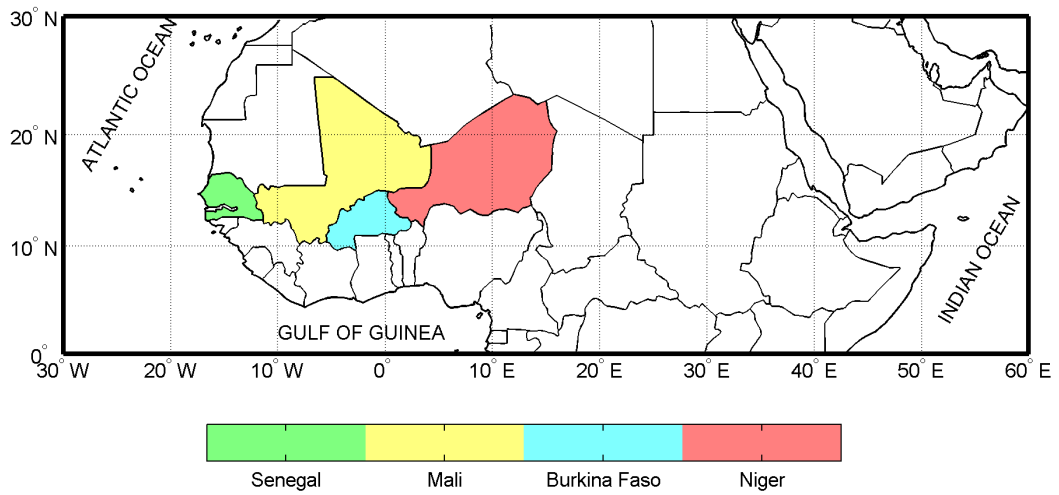 30° N
20° N
10° N
0°
ATLANTIC OCEAN
INDIAN OCEAN
GULF OF GUINEA
30° W 20° W 10° W 0° 10° E 20° E 30° E 40° E 50° E 60° E
Senegal Mali Burkina Faso Niger